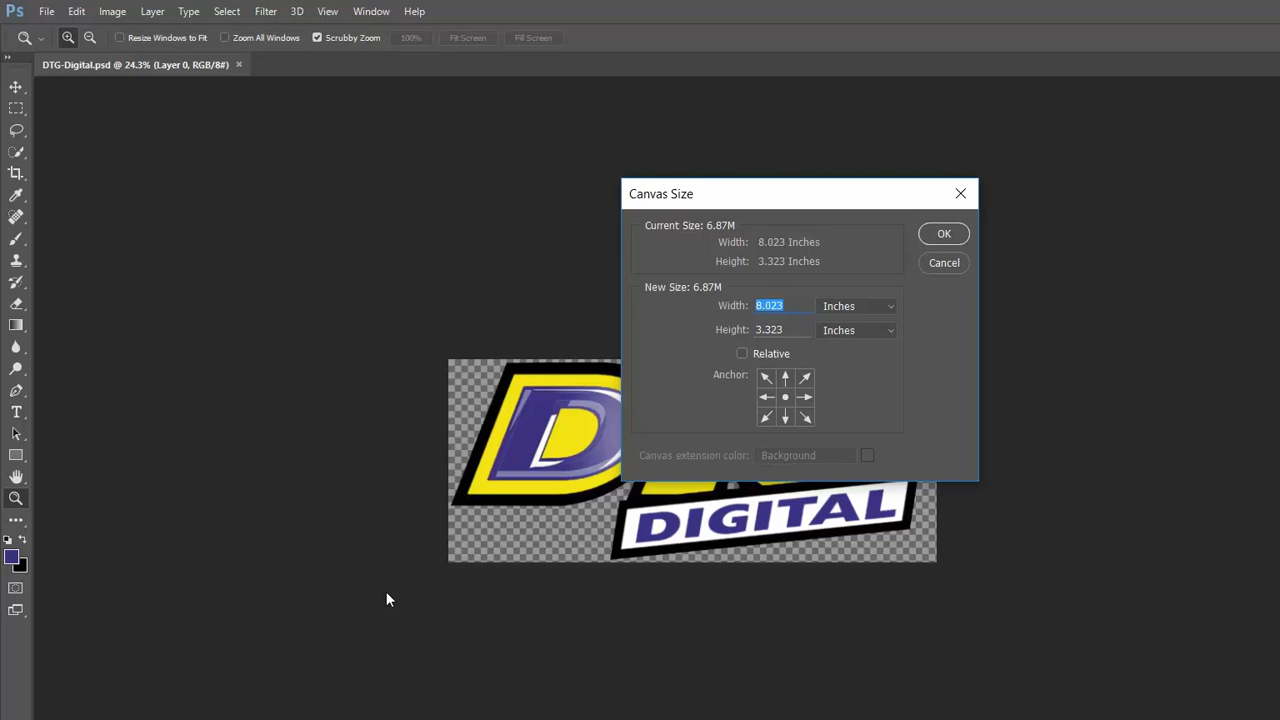 Ps File Edit Image Layer Type Select Filter 3D View Window Help
Resize Windows to Fit Zoom All Windows Scrubby Zoom 100% Fit Screen Fill Screen
DTG-Digital.psd @ 24.3% (Layer 0, RGB/8#) ×
Canvas Size
Current Size: 6.87M
OK
Width: 8.023 Inches
Height: 3.323 Inches
Cancel
New Size: 6.87M
Width: 8.023 Inches
Height: 3.323 Inches
Relative
Anchor:
Canvas extension color: Background
D
DIGITAL